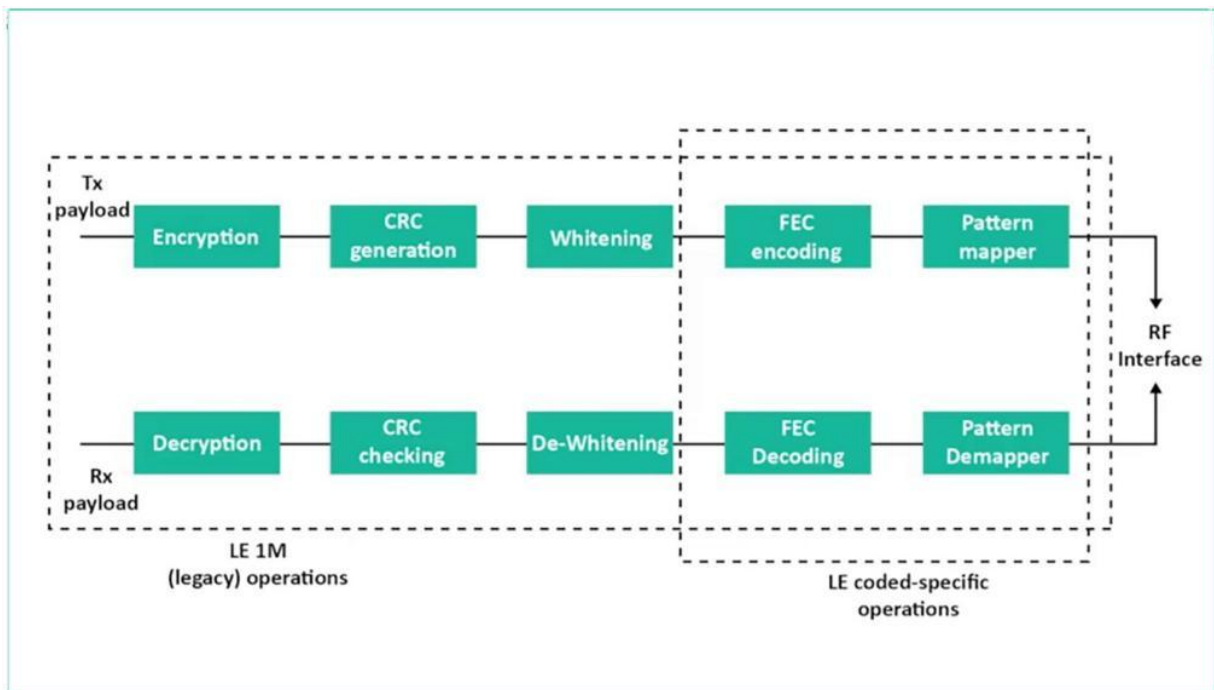 Tx
payload
Encryption
CRC
generation
Whitening
FEC
encoding
Pattern
mapper
RF
Interface
Decryption
CRC
checking
De-Whitening
FEC
Decoding
Pattern
Demapper
Rx
payload
LE 1M
(legacy) operations
LE coded-specific
operations